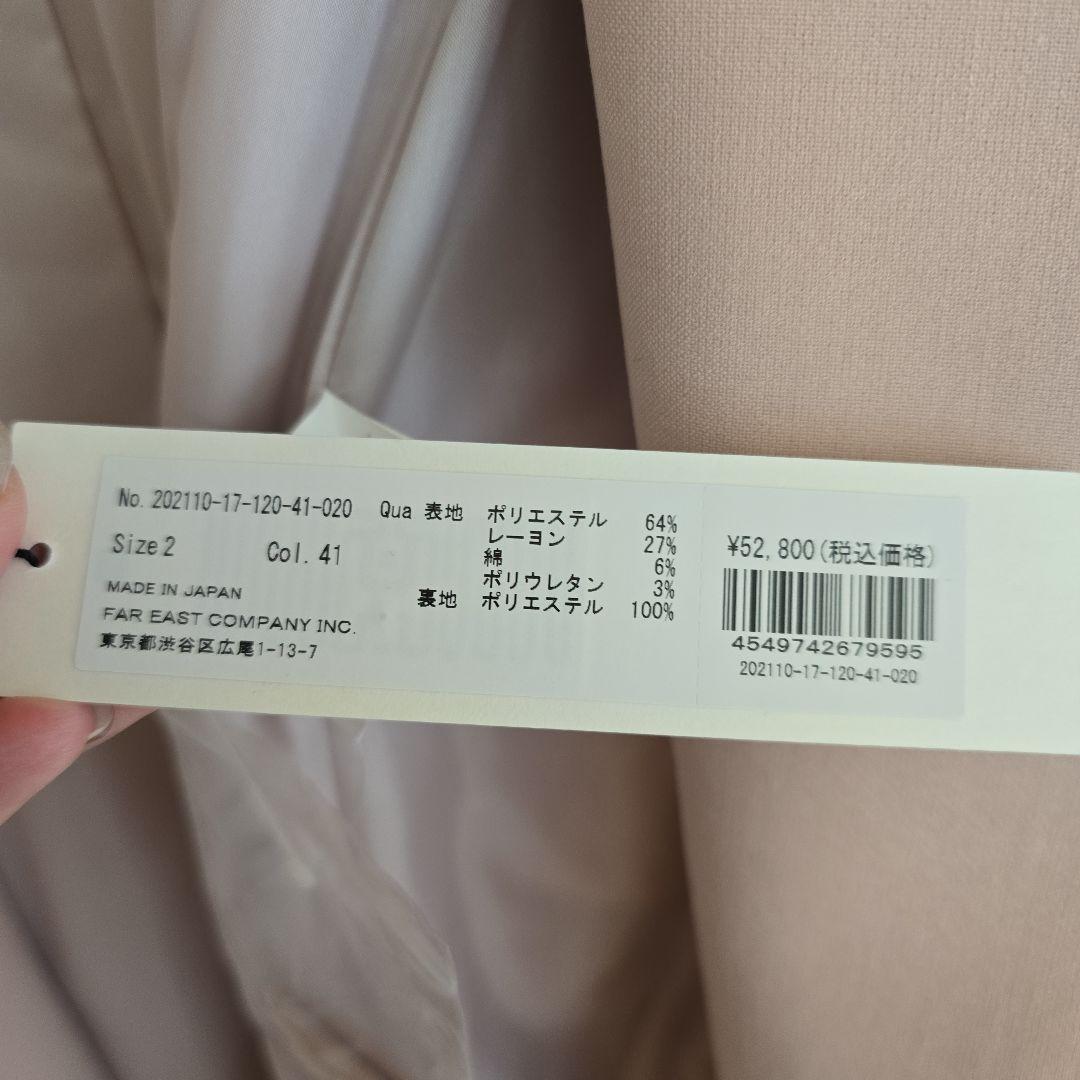 No. 202110-17-120-41-020
Size 2 Col. 41
MADE IN JAPAN
FAR EAST COMPANY INC.
東京都渋谷区広尾1-13-7
Qua 表地 ポリエステル 64%
レーヨン 27%
綿 6%
ポリウレタン 3%
裏地 ポリエステル 100%
¥52,800(税込価格)
4549742679595
202110-17-120-41-020